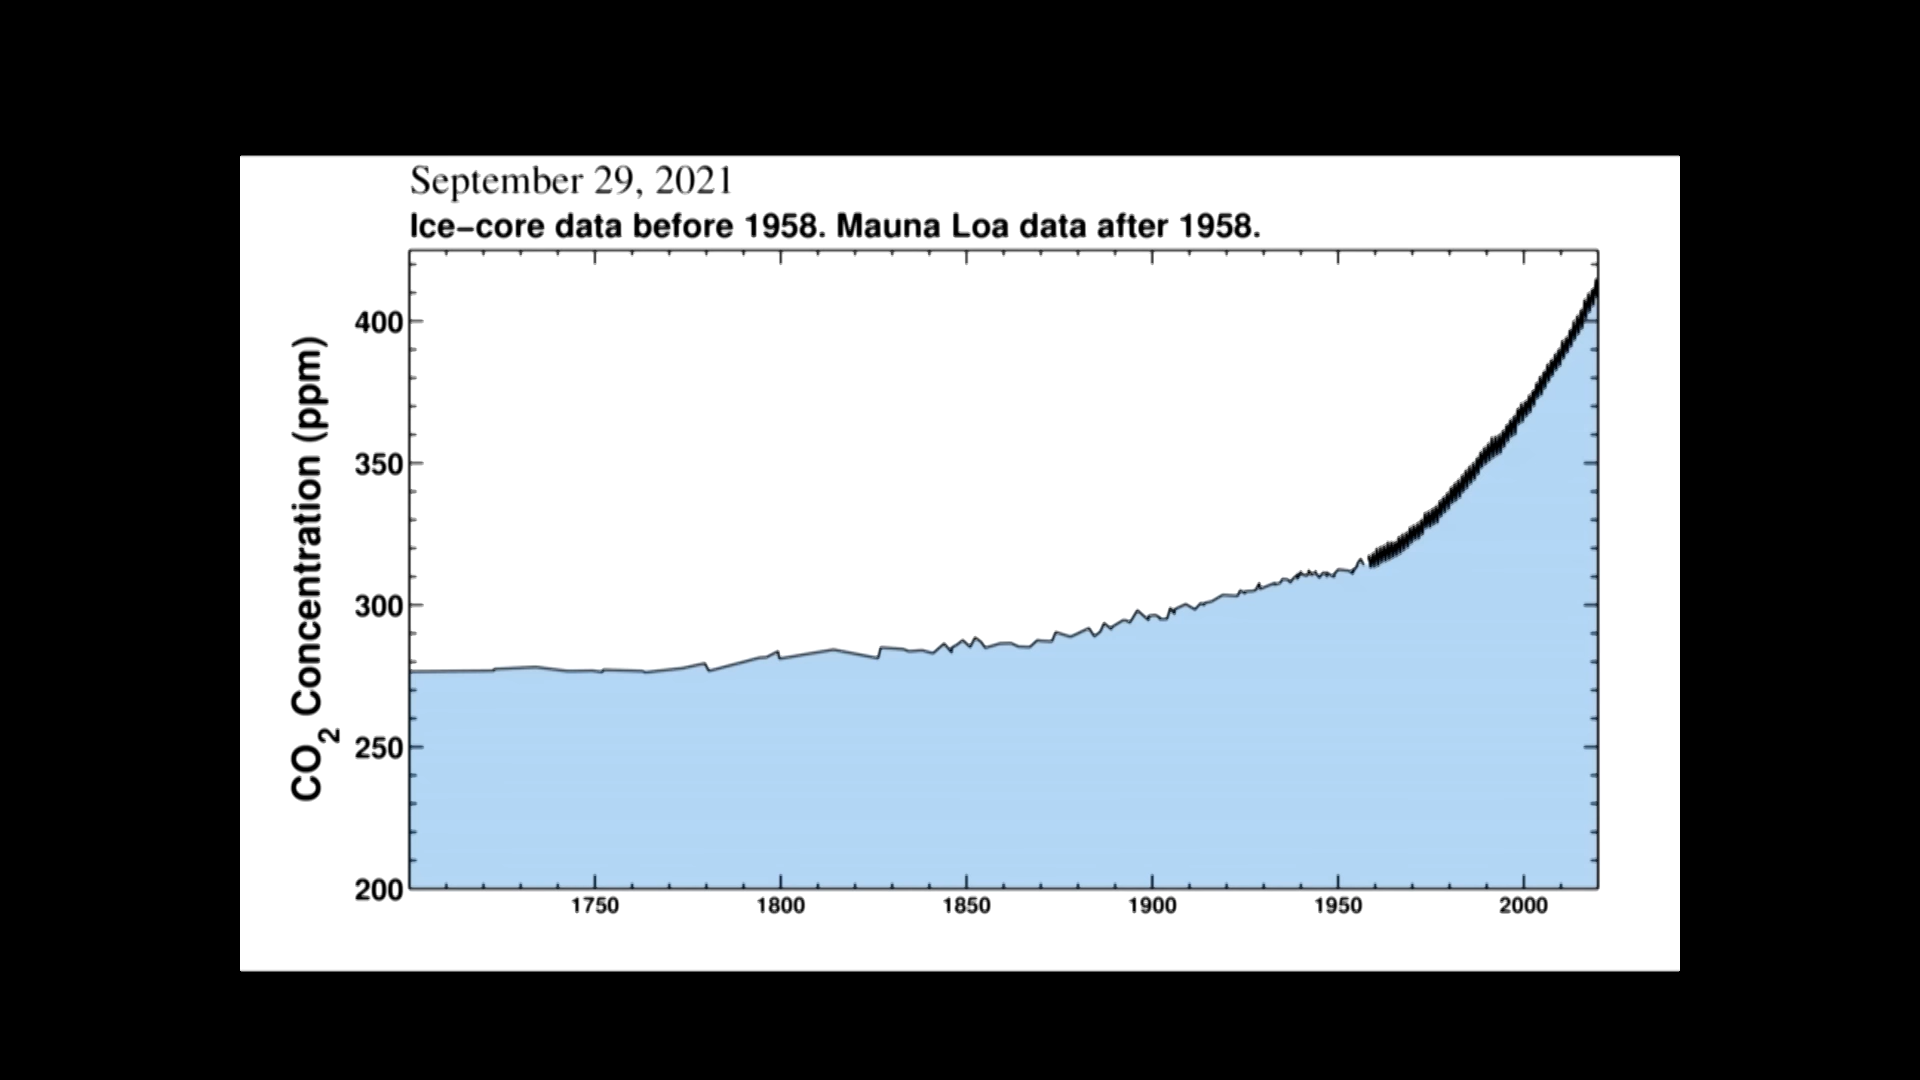 September 29, 2021
Ice–core data before 1958. Mauna Loa data after 1958.
CO2 Concentration (ppm)
400
350
300
250
200
1750 1800 1850 1900 1950 2000